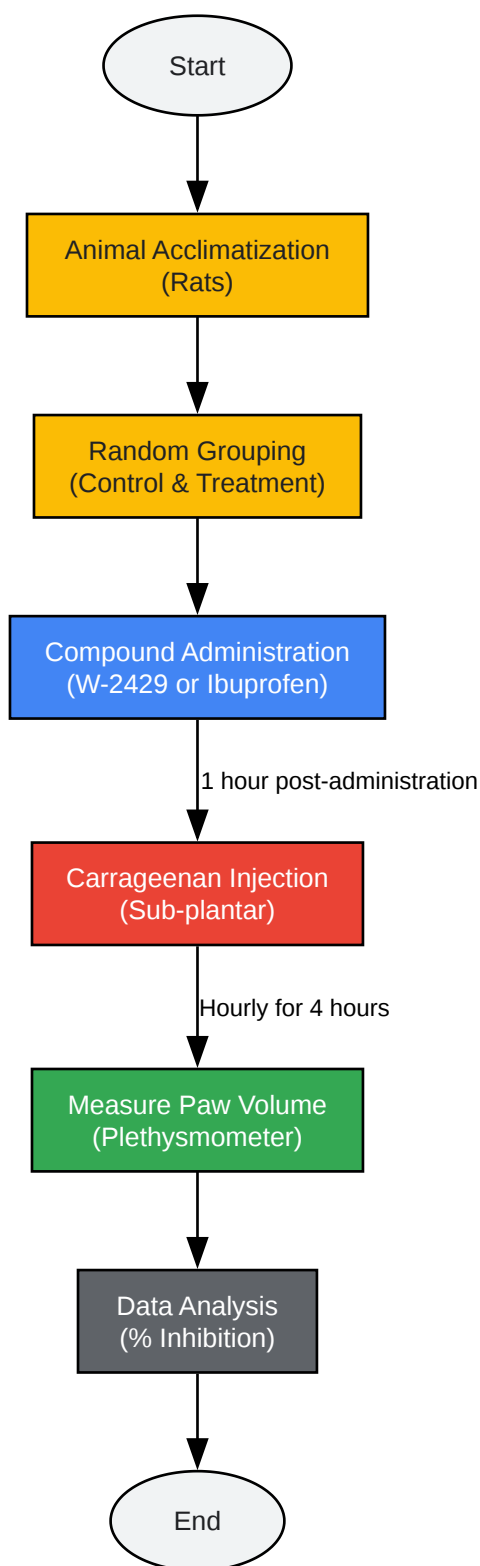 Start
Animal Acclimatization
(Rats)
Random Grouping
(Control & Treatment)
Compound Administration
(W-2429 or Ibuprofen)
1 hour post-administration
Carrageenan Injection
(Sub-plantar)
Hourly for 4 hours
Measure Paw Volume
(Plethysmometer)
Data Analysis
(% Inhibition)
End